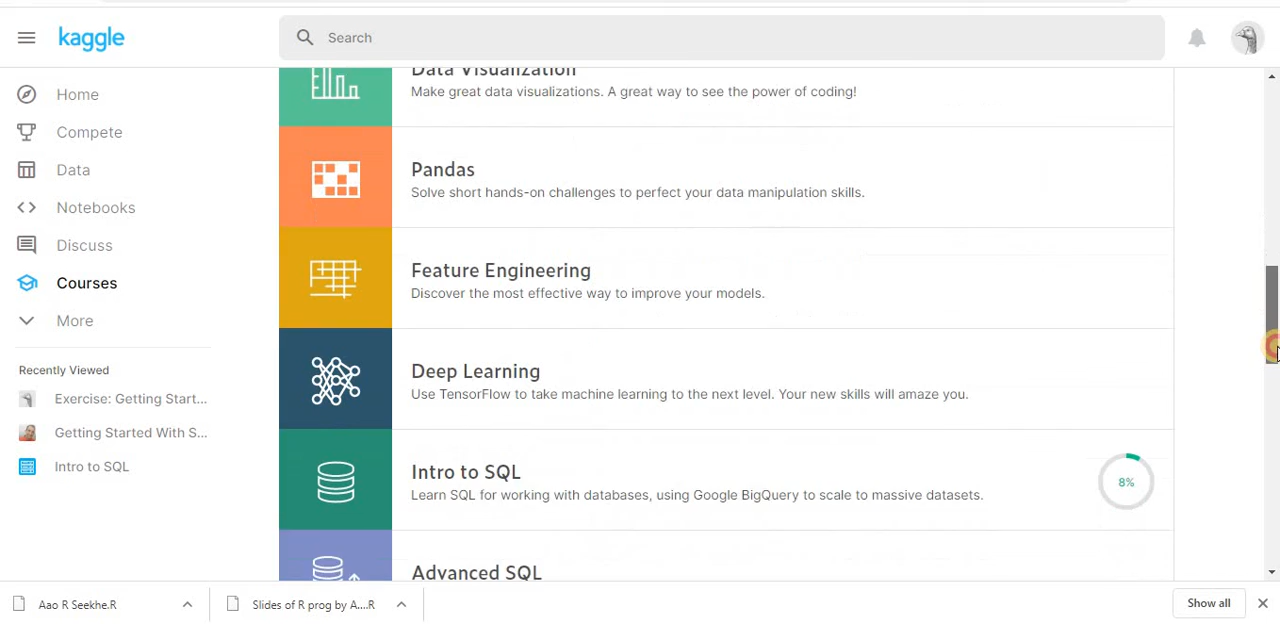 kaggle
Search
Home
Compete
Data
Notebooks
Discuss
Courses
More
Recently Viewed
Exercise: Getting Start...
Getting Started With S...
Intro to SQL
Data Visualization
Make great data visualizations. A great way to see the power of coding!
Pandas
Solve short hands-on challenges to perfect your data manipulation skills.
Feature Engineering
Discover the most effective way to improve your models.
Deep Learning
Use TensorFlow to take machine learning to the next level. Your new skills will amaze you.
Intro to SQL
Learn SQL for working with databases, using Google BigQuery to scale to massive datasets.
8%
Advanced SQL
Aao R Seekhe.R
Slides of R prog by A....R
Show all